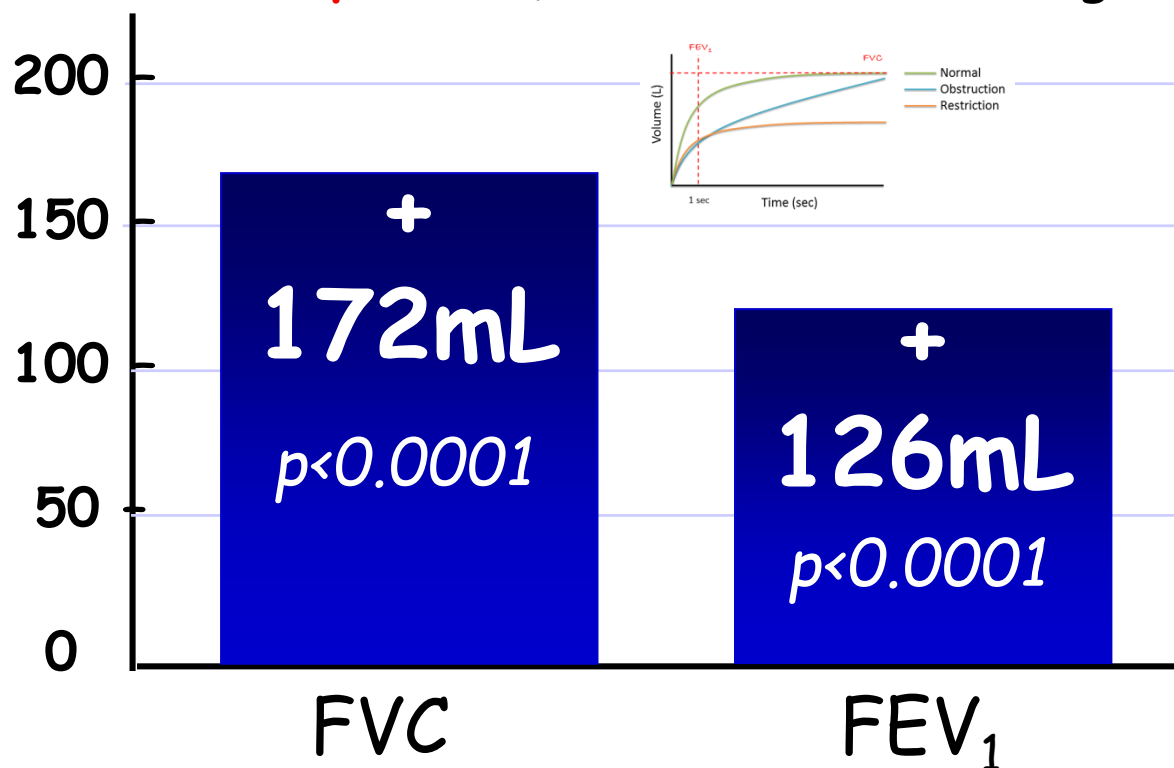 200
150
100
50
0
FEV₁
FVC
Volume (L)
1 sec
Time (sec)
Normal
Obstruction
Restriction
+
172mL
p<0.0001
+
126mL
p<0.0001
FVC
FEV₁